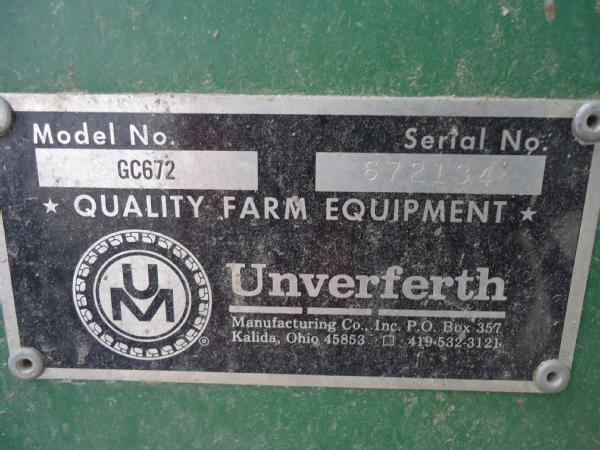 Model No. Serial No.
GC672 672134
★ QUALITY FARM EQUIPMENT ★
UM ® Unverferth
Manufacturing Co., Inc. P.O. Box 357
Kalida, Ohio 45853 □ 419-532-3121